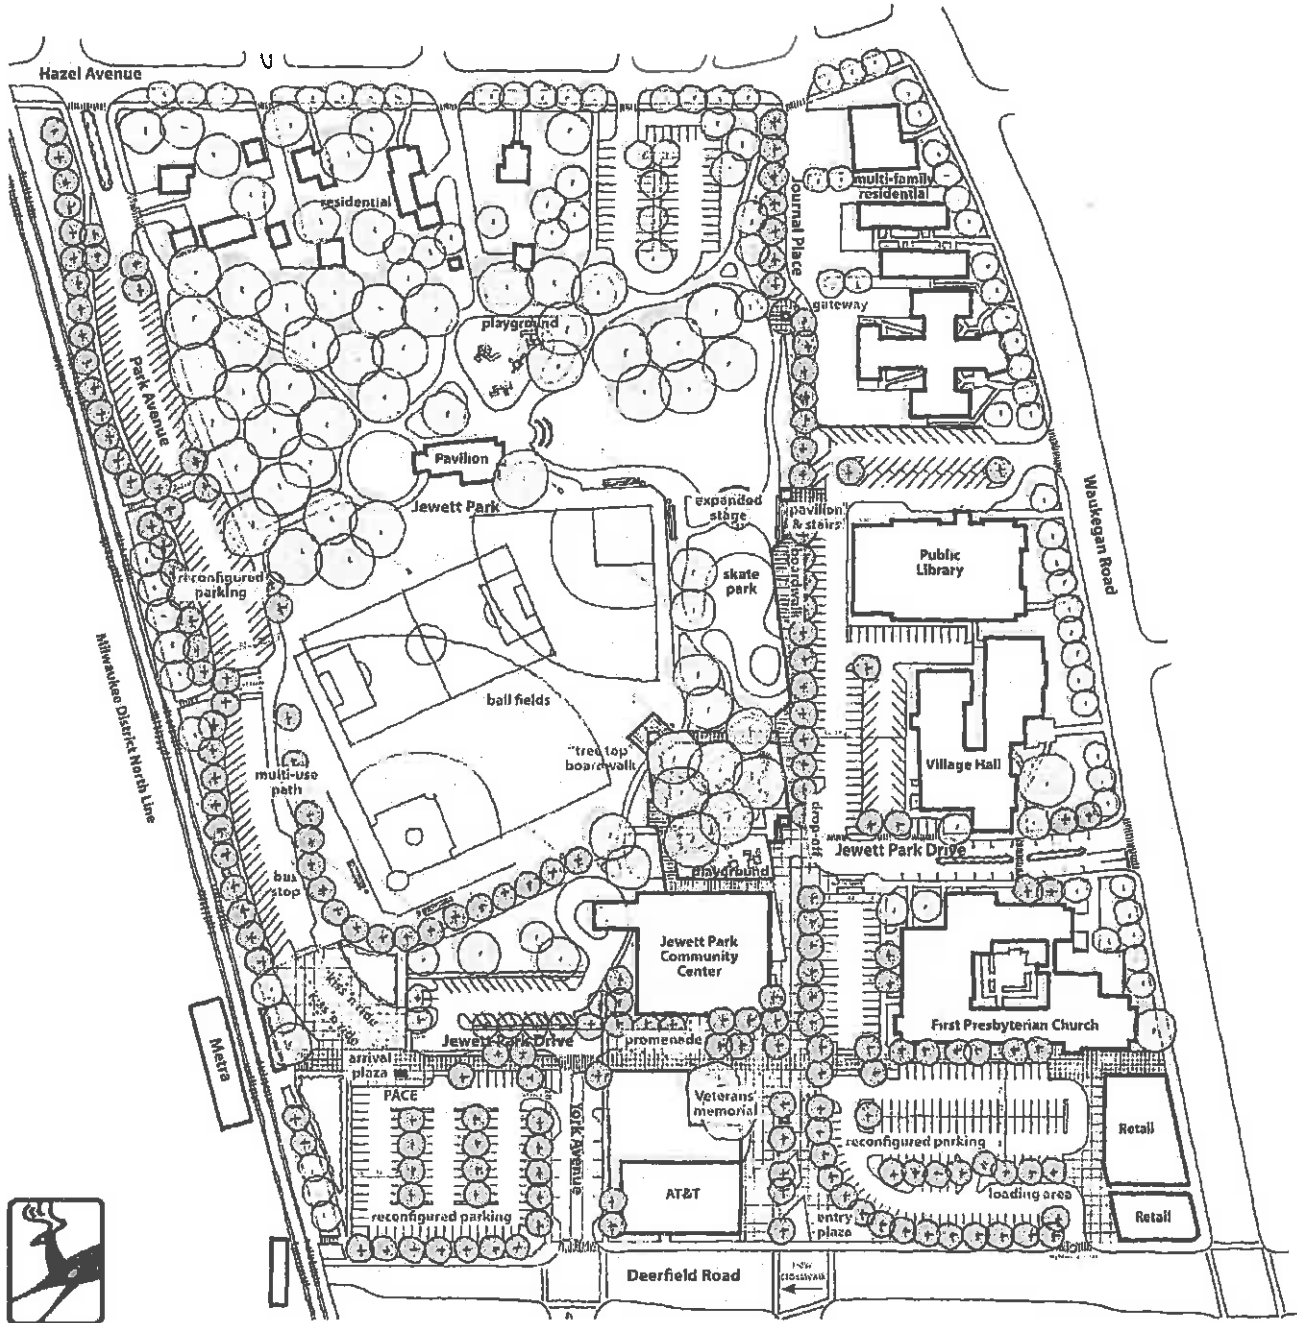 Hazel Avenue
residential
Journal Place
multi-family
residential
gateway
playground
Park Avenue
Pavilion
Jewett Park
expanded
stage
pavilion
& stairs
boardwalk
Public
Library
Waukegan Road
skate
park
reconfigured
parking
Milwaukee District North Line
ball fields
"tree top"
boardwalk
Village Hall
multi-use
path
drop-off
Jewett Park Drive
playground
bus
stop
Jewett Park
Community
Center
First Presbyterian Church
Metra
"kiss 'n ride"
Jewett Park Drive
promenade
arrival
plaza
PACE
York Avenue
Veterans
memorial
reconfigured parking
Retail
AT&T
loading area
reconfigured parking
entry
plaza
Retail
Deerfield Road